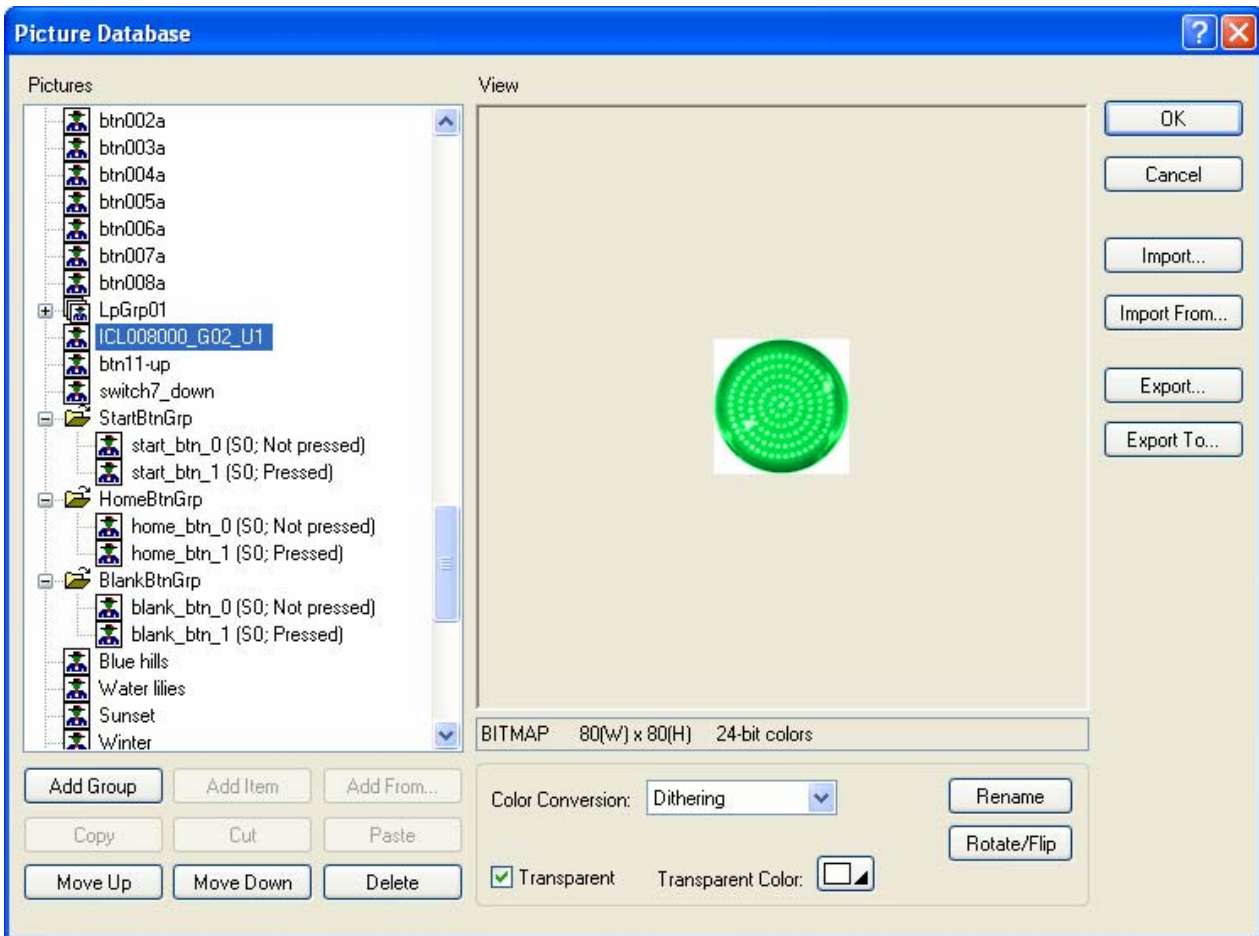 Picture Database
Pictures
btn002a
btn003a
btn004a
btn005a
btn006a
btn007a
btn008a
LpGrp01
ICL008000_G02_U1
btn11-up
switch7_down
StartBtnGrp
start_btn_0 (S0; Not pressed)
start_btn_1 (S0; Pressed)
HomeBtnGrp
home_btn_0 (S0; Not pressed)
home_btn_1 (S0; Pressed)
BlankBtnGrp
blank_btn_0 (S0; Not pressed)
blank_btn_1 (S0; Pressed)
Blue hills
Water lilies
Sunset
Winter
Add Group Add Item Add From...
Copy Cut Paste
Move Up Move Down Delete
View
BITMAP 80(W) x 80(H) 24-bit colors
Color Conversion: Dithering
Rename
Rotate/Flip
Transparent Transparent Color:
OK
Cancel
Import...
Import From...
Export...
Export To...